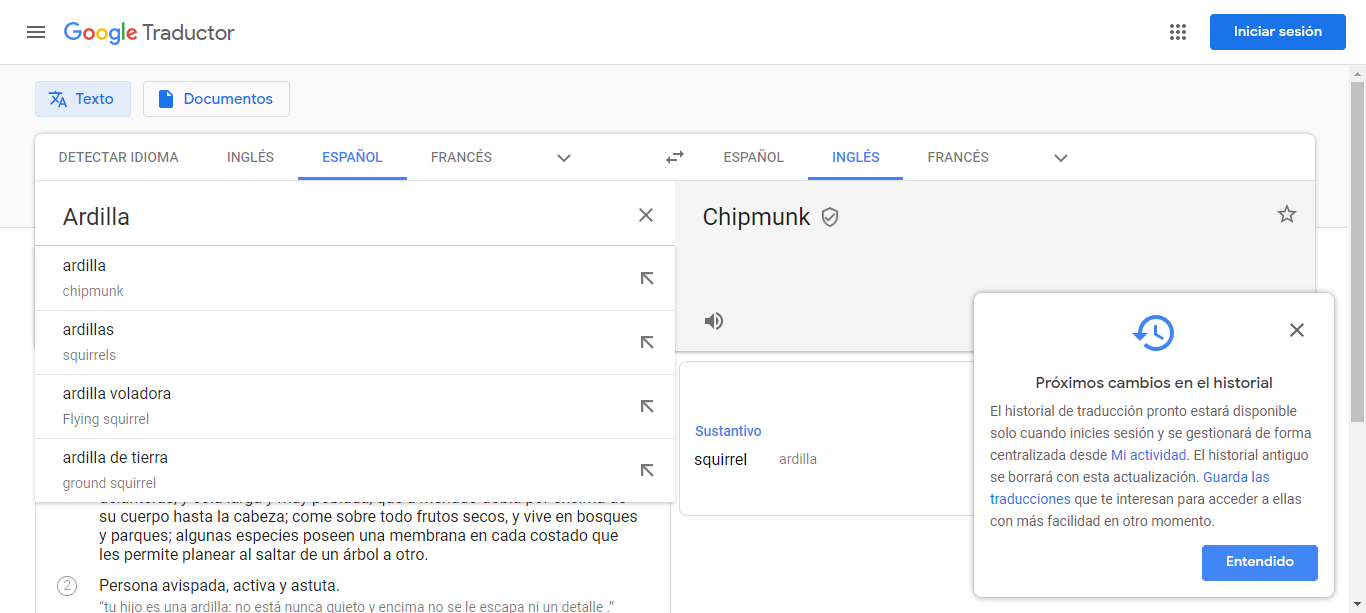 Google Traductor
Iniciar sesión
Texto
Documentos
DETECTAR IDIOMA INGLÉS ESPAÑOL FRANCÉS
ESPAÑOL INGLÉS FRANCÉS
Ardilla
Chipmunk
ardilla
chipmunk
ardillas
squirrels
ardilla voladora
Flying squirrel
ardilla de tierra
ground squirrel
su cuerpo hasta la cabeza; come sobre todo frutos secos, y vive en bosques
y parques; algunas especies poseen una membrana en cada costado que
les permite planear al saltar de un árbol a otro.
2 Persona avispada, activa y astuta.
“tu hijo es una ardilla: no está nunca quieto y encima no se le escapa ni un detalle .”
Sustantivo
squirrel ardilla
Próximos cambios en el historial
El historial de traducción pronto estará disponible
solo cuando inicies sesión y se gestionará de forma
centralizada desde Mi actividad. El historial antiguo
se borrará con esta actualización. Guarda las
traducciones que te interesan para acceder a ellas
con más facilidad en otro momento.
Entendido